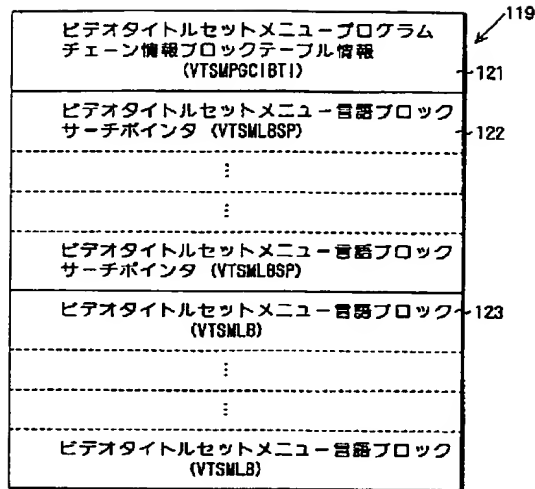 119
ビデオタイトルセットメニュープログラム
チェーン情報ブロックテーブル情報
(VTSMPGCIBTI)
121
ビデオタイトルセットメニュー言語ブロック
サーチポインタ (VTSMLBSP)
122
⋮
⋮
ビデオタイトルセットメニュー言語ブロック
サーチポインタ (VTSMLBSP)
ビデオタイトルセットメニュー言語ブロック
123
(VTSMLB)
⋮
⋮
ビデオタイトルセットメニュー言語ブロック
(VTSMLB)